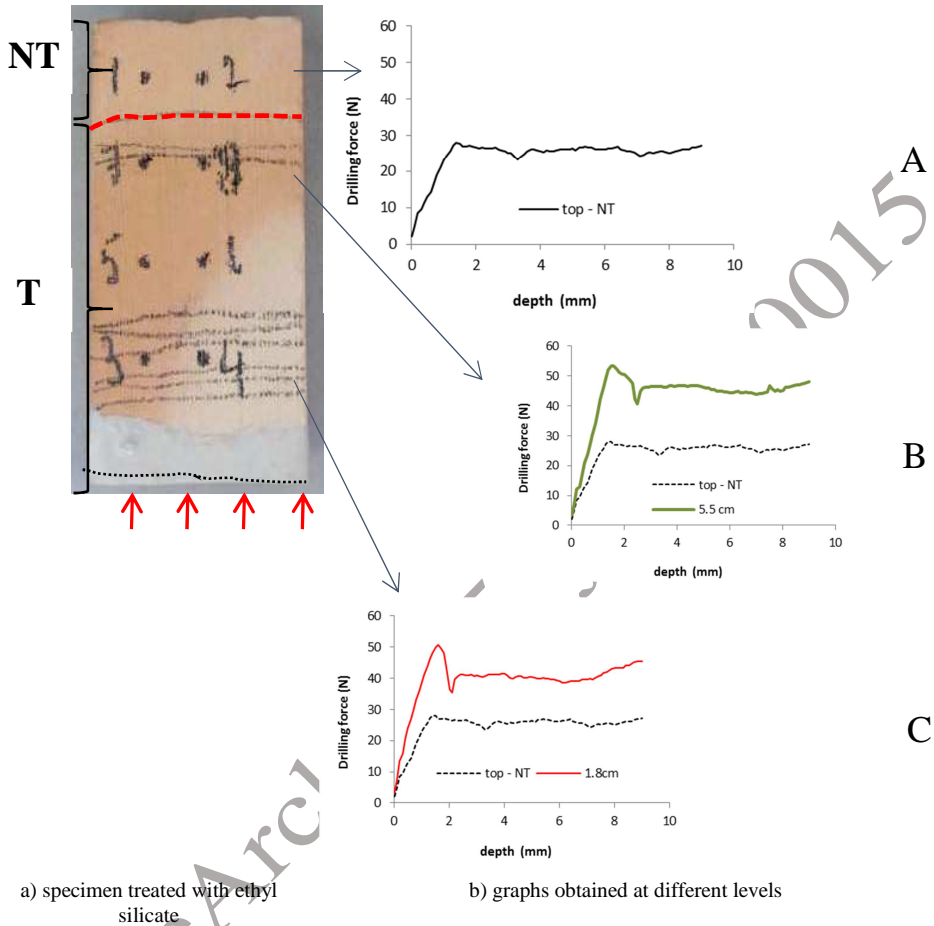 NT
1 2
T
5
3 4
60
50
40
30
20
10
0
Drilling force (N)
top - NT
0 2 4 6 8 10
depth (mm)
A
0015
60
50
40
30
20
10
0
Drilling force (N)
top - NT
5.5 cm
0 2 4 6 8 10
depth (mm)
B
60
50
40
30
20
10
0
Drilling force (N)
top - NT 1.8cm
0 2 4 6 8 10
depth (mm)
C
a) specimen treated with ethyl
silicate
b) graphs obtained at different levels